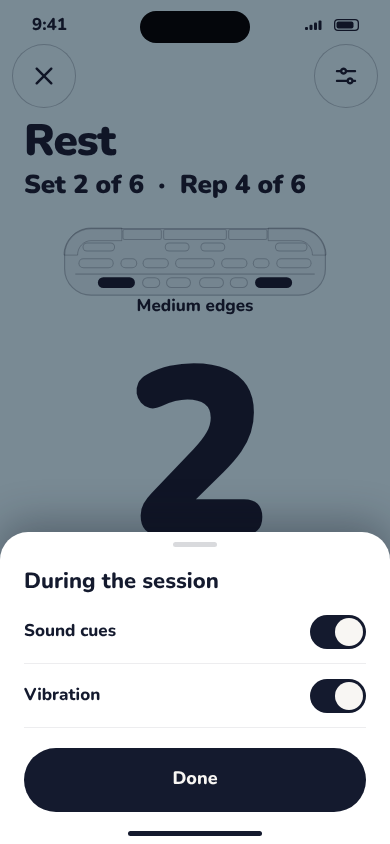 9:41
Rest
Set 2 of 6 · Rep 4 of 6
Medium edges
2
During the session
Sound cues
Vibration
Done